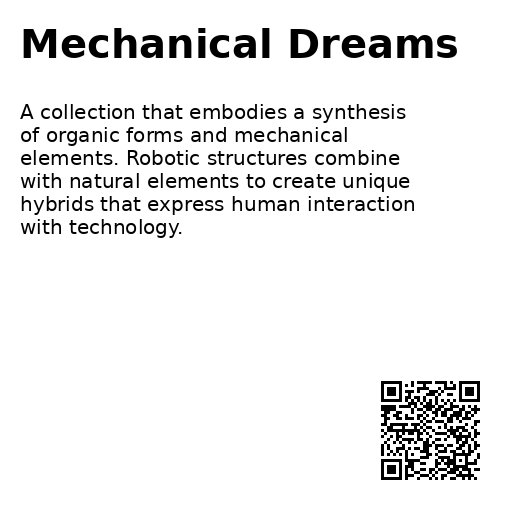 Mechanical Dreams
A collection that embodies a synthesis
of organic forms and mechanical
elements. Robotic structures combine
with natural elements to create unique
hybrids that express human interaction
with technology.